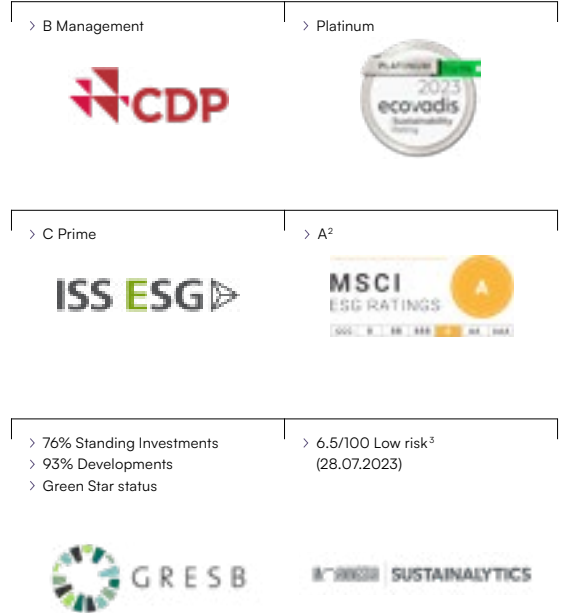 B Management
Platinum
CDP
PLATINUM
2023
ecovadis
Sustainability
Rating
C Prime
A²
ISS ESG
MSCI
ESG RATINGS
A
CCC B BB BBB A AA AAA
76% Standing Investments
93% Developments
Green Star status
6.5/100 Low risk³
(28.07.2023)
GRESB
SUSTAINALYTICS